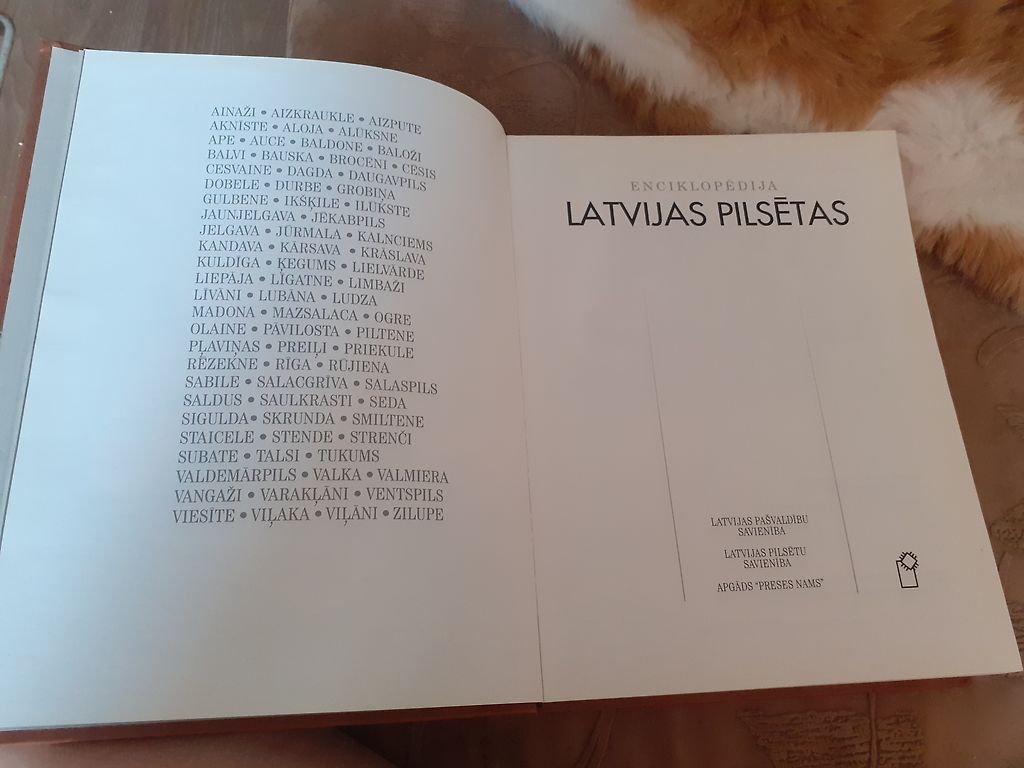 AINAŽI • AIZKRAUKLE • AIZPUTE
AKNĪSTE • ALOJA • ALŪKSNE
APE • AUCE • BALDONE • BALOŽI
BALVI • BAUSKA • BROCĒNI • CĒSIS
CESVAINE • DAGDA • DAUGAVPILS
DOBELE • DURBE • GROBIŅA
GULBENE • IKŠĶILE • ILŪKSTE
JAUNJELGAVA • JĒKABPILS
JELGAVA • JŪRMALA • KALNCIEMS
KANDAVA • KĀRSAVA • KRĀSLAVA
KULDĪGA • ĶEGUMS • LIELVĀRDE
LIEPĀJA • LĪGATNE • LIMBAŽI
LĪVĀNI • LUBĀNA • LUDZA
MADONA • MAZSALACA • OGRE
OLAINE • PĀVILOSTA • PILTENE
PĻAVIŅAS • PREIĻI • PRIEKULE
RĒZEKNE • RĪGA • RŪJIENA
SABILE • SALACGRĪVA • SALASPILS
SALDUS • SAULKRASTI • SEDA
SIGULDA • SKRUNDA • SMILTENE
STAICELE • STENDE • STRENČI
SUBATE • TALSI • TUKUMS
VALDEMĀRPILS • VALKA • VALMIERA
VANGAŽI • VARAKĻĀNI • VENTSPILS
VIESĪTE • VIĻAKA • VIĻĀNI • ZILUPE
ENCIKLOPĒDIJA
LATVIJAS PILSĒTAS
LATVIJAS PAŠVALDĪBU
SAVIENĪBA
LATVIJAS PILSĒTU
SAVIENĪBA
APGĀDS "PRESES NAMS"